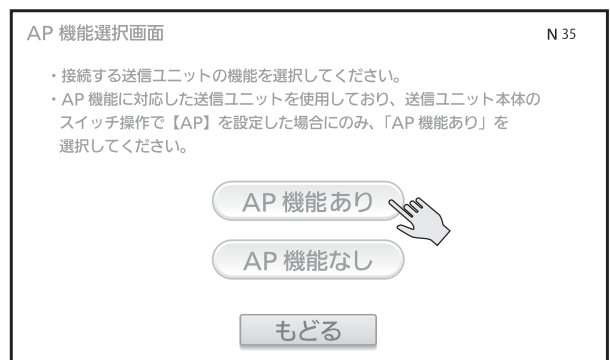 AP 機能選択画面
N 35
・接続する送信ユニットの機能を選択してください。
・AP 機能に対応した送信ユニットを使用しており、送信ユニット本体の
スイッチ操作で【AP】を設定した場合にのみ、「AP 機能あり」を
選択してください。
AP 機能あり
AP 機能なし
もどる